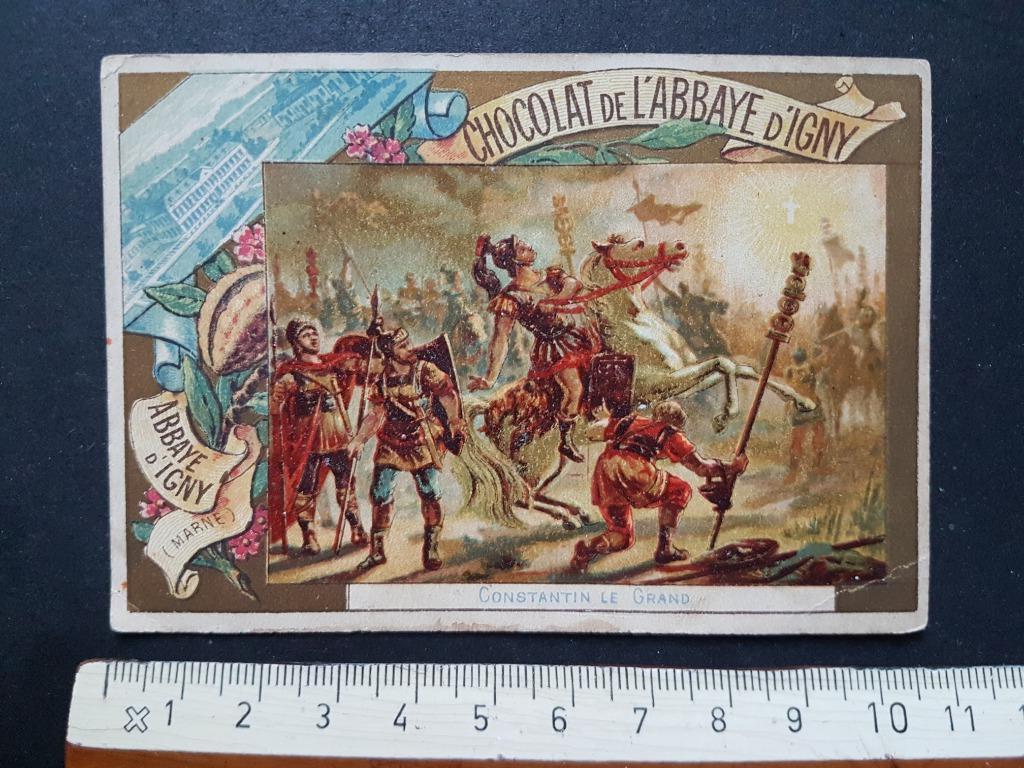 CHOCOLAT DE L'ABBAYE D'IGNY
ABBAYE
D'IGNY
(MARNE)
CONSTANTIN LE GRAND
1 2 3 4 5 6 7 8 9 10 11